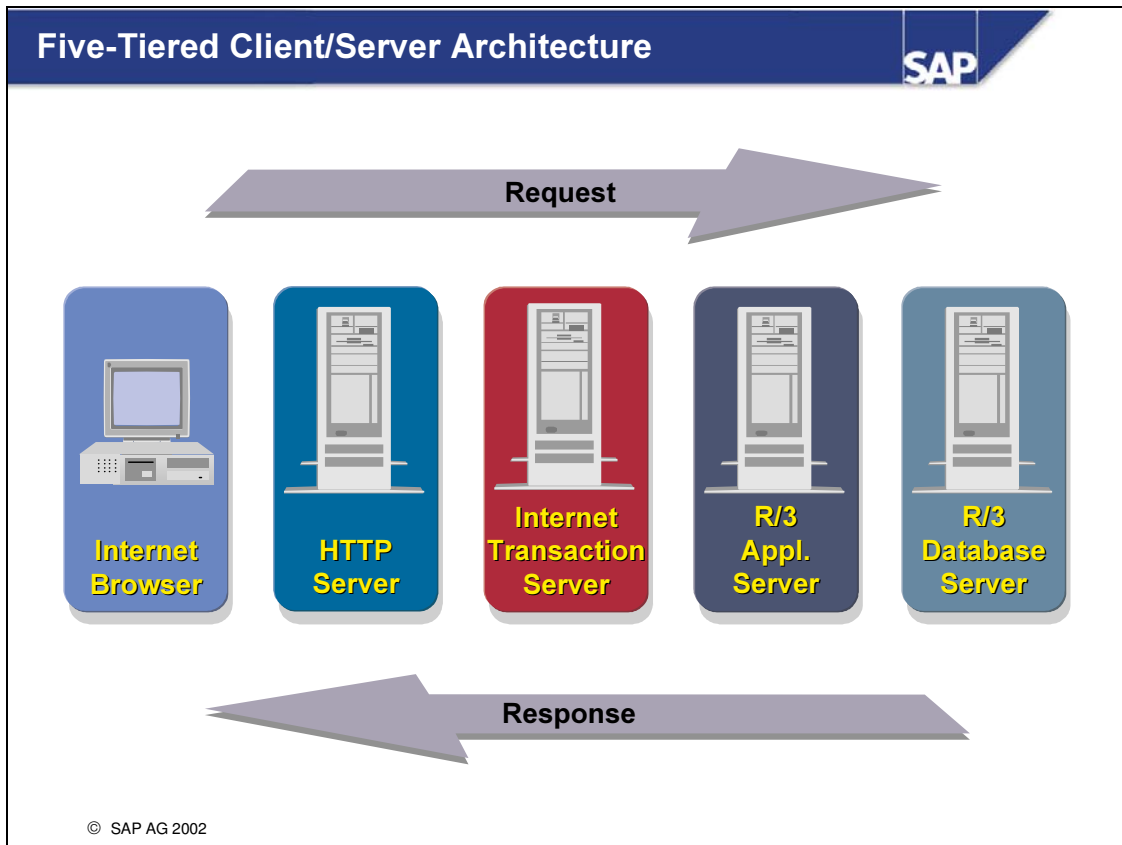 Five-Tiered Client/Server Architecture
SAP
Request
Internet
Browser
HTTP
Server
Internet
Transaction
Server
R/3
Appl.
Server
R/3
Database
Server
Response
© SAP AG 2002